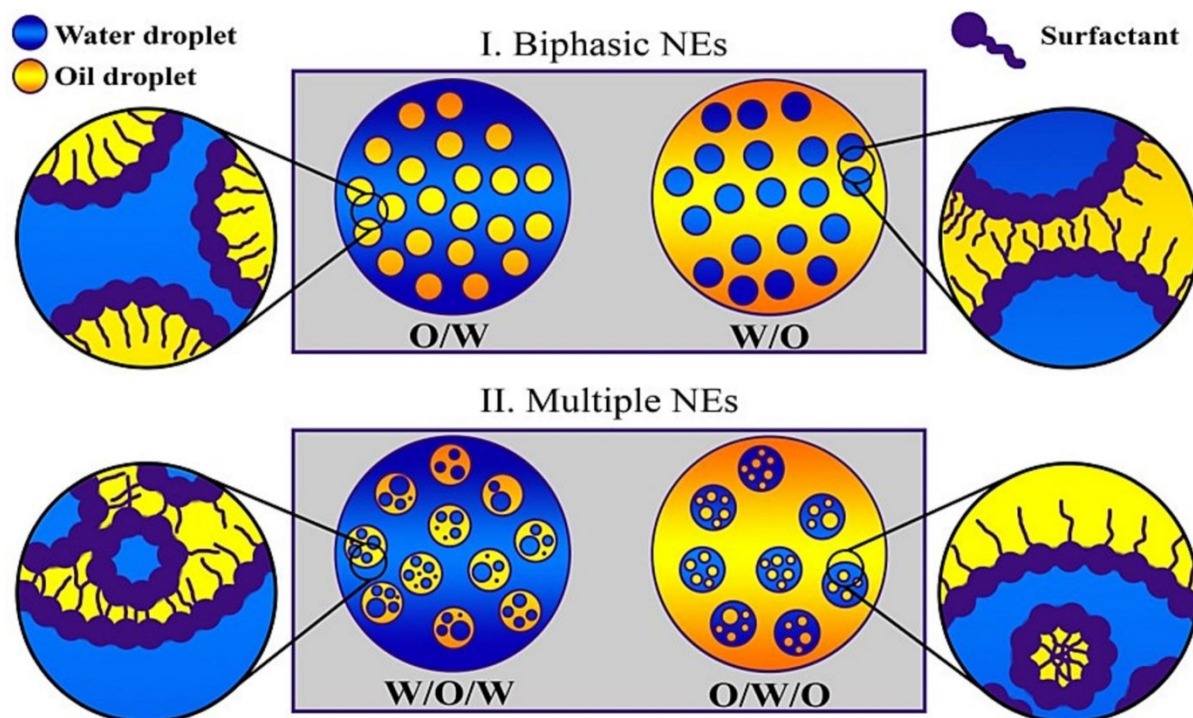 Water droplet
Oil droplet
I. Biphasic NEs
Surfactant
O/W
W/O
II. Multiple NEs
W/O/W
O/W/O